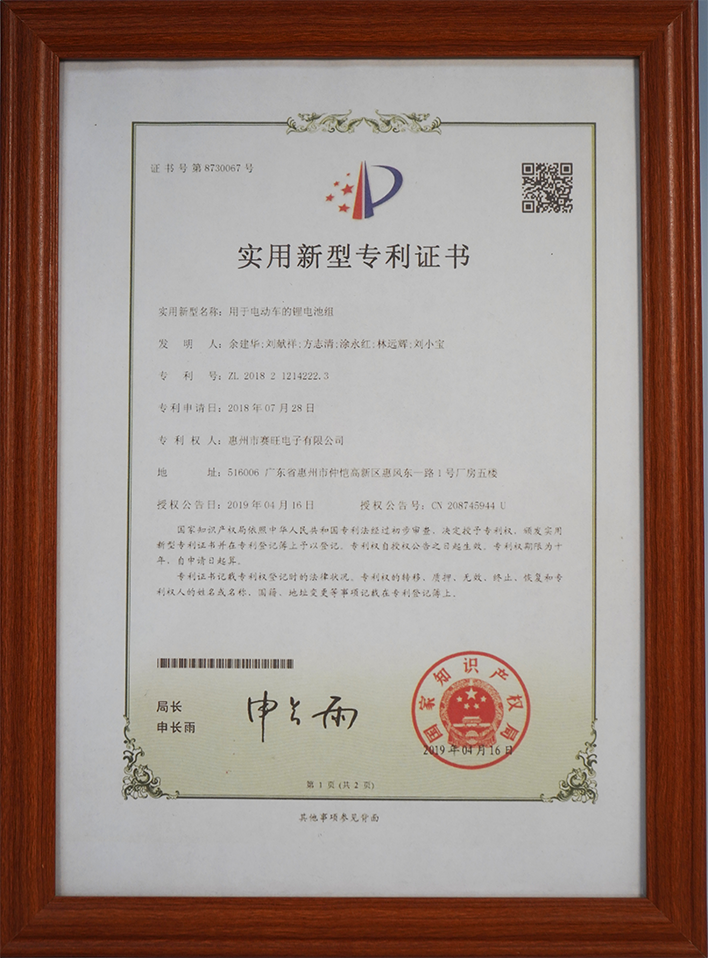 证书号第8730067号
实用新型专利证书
实用新型名称：用于电动车的锂电池组
发明人：余建华;刘献祥;方志清;涂永红;林远辉;刘小宝
专利号：ZL 2018 2 1214222.3
专利申请日：2018年07月28日
专利权人：惠州市赛旺电子有限公司
地址：516006 广东省惠州市仲恺高新区惠风东一路1号厂房五楼
授权公告日：2019年04月16日 授权公告号：CN 208745944 U
国家知识产权局依照中华人民共和国专利法经过初步审查，决定授予专利权，颁发实用
新型专利证书并在专利登记簿上予以登记。专利权自授权公告之日起生效。专利权期限为十
年，自申请日起算。
专利证书记载专利权登记时的法律状况。专利权的转移、质押、无效、终止、恢复和专
利权人的姓名或名称、国籍、地址变更等事项记载在专利登记簿上。
局长
申长雨
申长雨
国家知识产权局
2019年04月16日
第1页(共2页)
其他事项参见背面